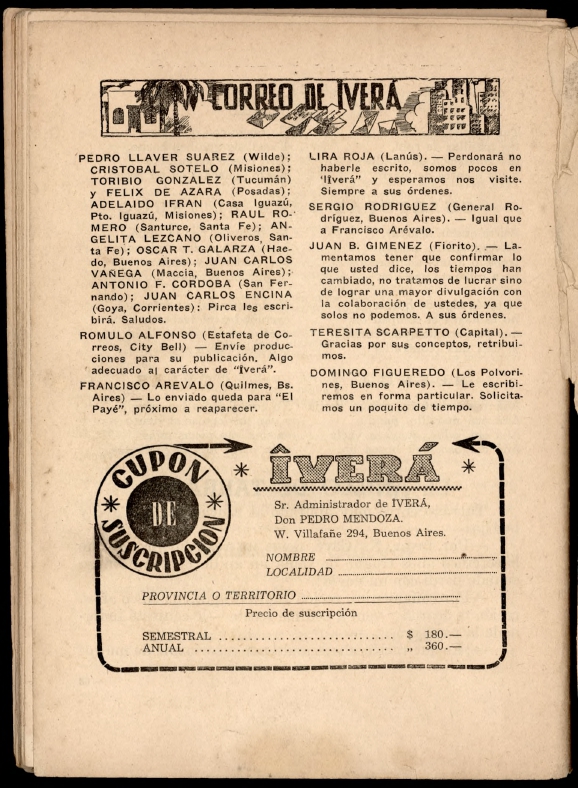 CORREO DE ÎVERÁ
PEDRO LLAVER SUAREZ (Wilde);
CRISTOBAL SOTELO (Misiones);
TORIBIO GONZALEZ (Tucumán)
y FELIX DE AZARA (Posadas);
ADELAIDO IFRAN (Casa Iguazú,
Pto. Iguazú, Misiones); RAUL RO-
MERO (Santurce, Santa Fe); AN-
GELITA LEZCANO (Oliveros, San-
ta Fe); OSCAR T. GALARZA (Hae-
do, Buenos Aires); JUAN CARLOS
VAÑEGA (Maccia, Buenos Aires);
ANTONIO F. CORDOBA (San Fer-
nando); JUAN CARLOS ENCINA
(Goya, Corrientes): Pirca les escri-
birá. Saludos.
ROMULO ALFONSO (Estafeta de Co-
rreos, City Bell) — Envíe produc-
ciones para su publicación. Algo
adecuado al carácter de "Îverá".
FRANCISCO AREVALO (Quilmes, Bs.
Aires) — Lo enviado queda para "El
Payé", próximo a reaparecer.
LIRA ROJA (Lanús). — Perdonará no
haberle escrito, somos pocos en
"Iîverá" y esperamos nos visite.
Siempre a sus órdenes.
SERGIO RODRIGUEZ (General Ro-
dríguez, Buenos Aires). — Igual que
a Francisco Arévalo.
JUAN B. GIMENEZ (Fiorito). — La-
mentamos tener que confirmar lo
que usted dice, los tiempos han
cambiado, no tratamos de lucrar sino
de lograr una mayor divulgación con
la colaboración de ustedes, ya que
solos no podemos. A sus órdenes.
TERESITA SCARPETTO (Capital). —
Gracias por sus conceptos, retribui-
mos.
DOMINGO FIGUEREDO (Los Polvori-
nes, Buenos Aires). — Le escribi-
remos en forma particular. Solicita-
mos un poquito de tiempo.
CUPON
DE
SUSCRIPCION
ÎVERÁ
Sr. Administrador de ÎVERÁ,
Don PEDRO MENDOZA.
W. Villafañe 294, Buenos Aires.
NOMBRE
LOCALIDAD
PROVINCIA O TERRITORIO
Precio de suscripción
SEMESTRAL .............................. $ 180.—
ANUAL .................................. „ 360.—